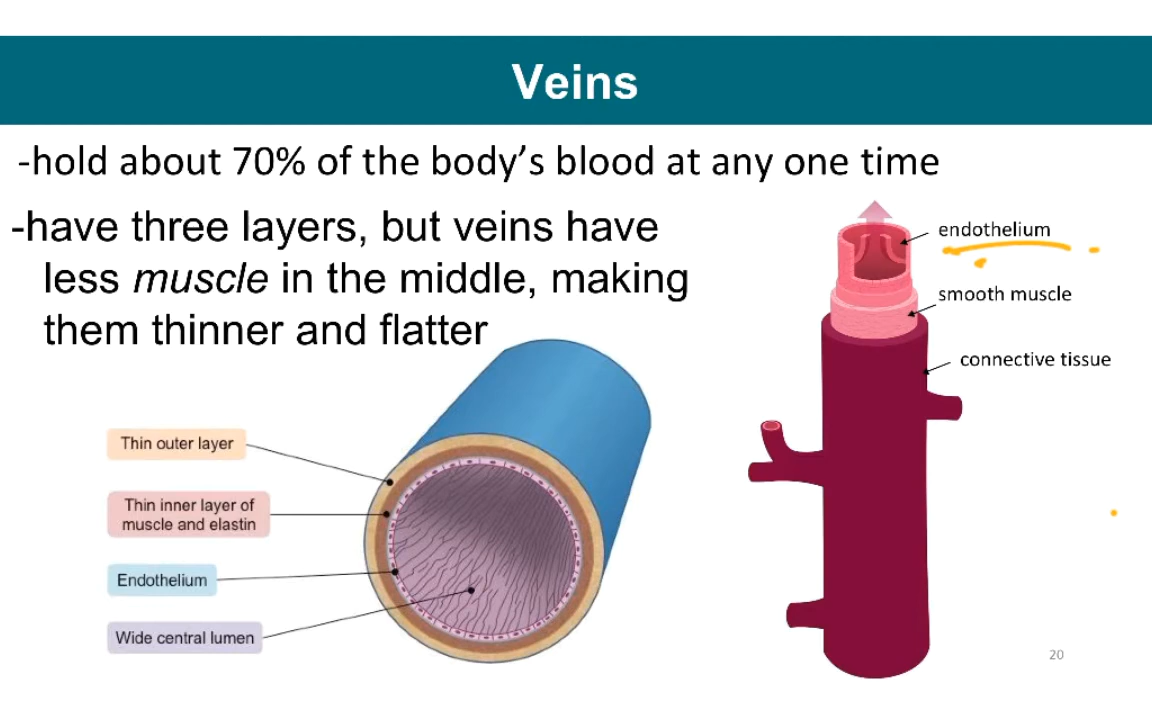 Veins
-hold about 70% of the body’s blood at any one time
-have three layers, but veins have
less muscle in the middle, making
them thinner and flatter
endothelium
smooth muscle
connective tissue
Thin outer layer
Thin inner layer of
muscle and elastin
Endothelium
Wide central lumen
20